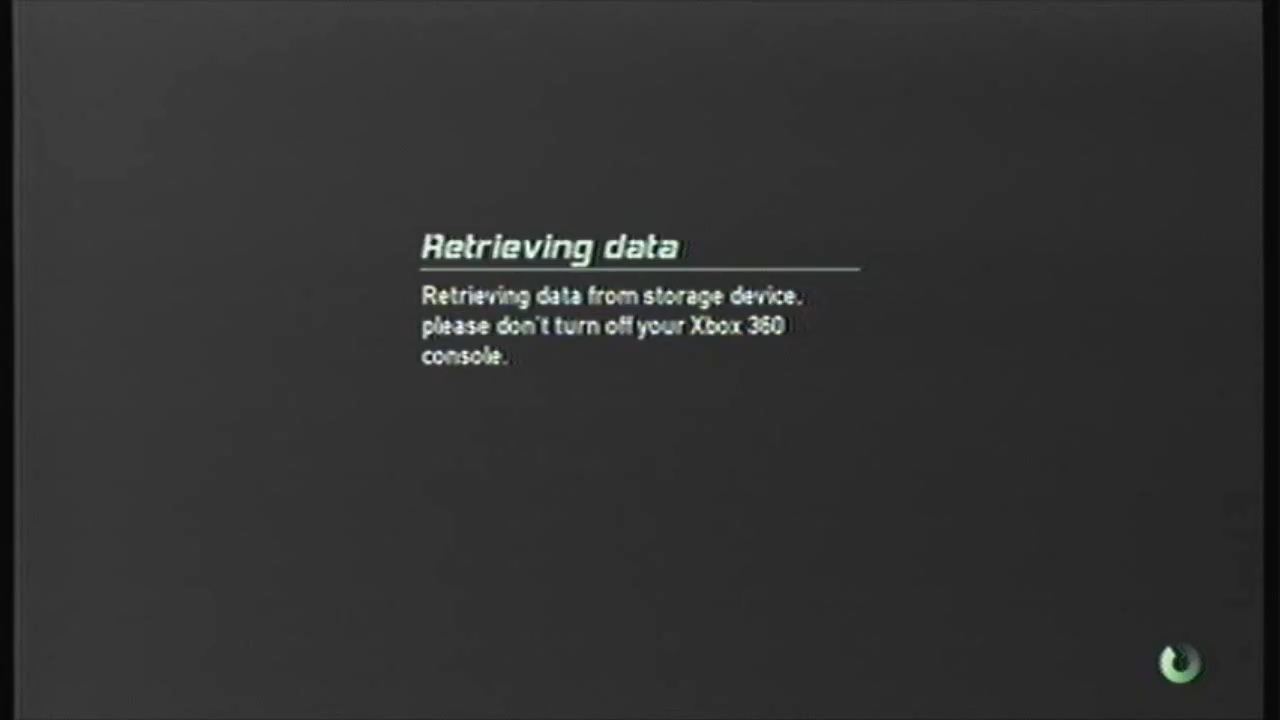 Retrieving data
Retrieving data from storage device.
please don't turn off your Xbox 360
console.